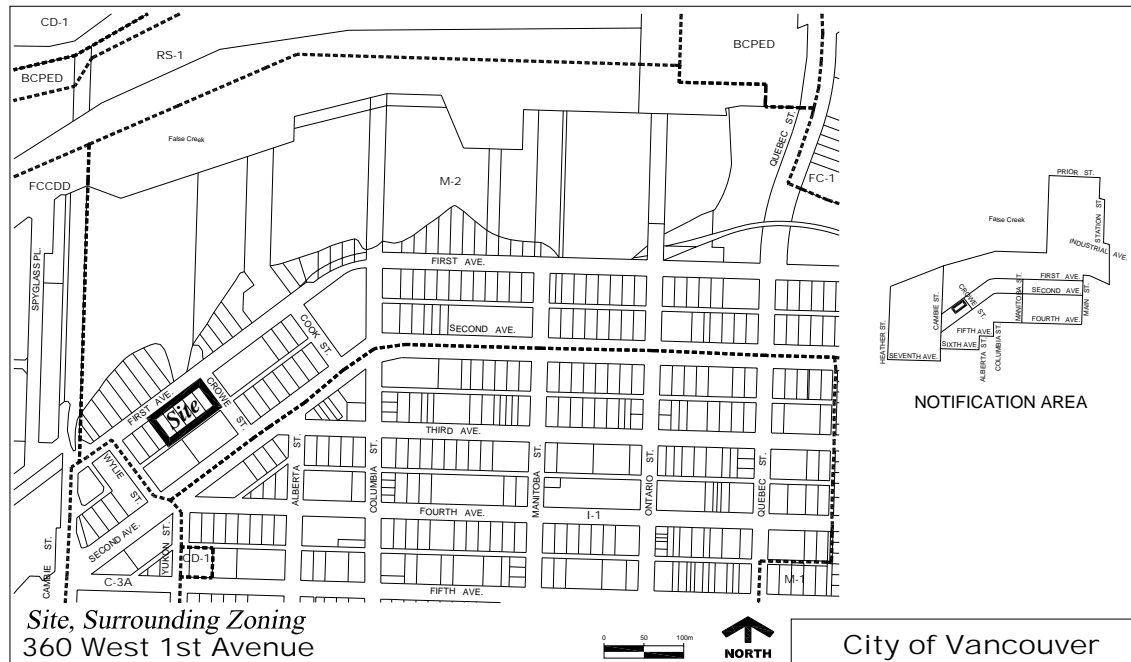 CD-1
RS-1
BCPED
BCPED
False Creek
FCCDD
M-2
QUEBEC ST.
FC-1
SPYGLASS PL.
FIRST AVE.
SECOND AVE.
COOK ST.
FIRST AVE.
CROWE ST.
Site
THIRD AVE.
WYLIE ST.
ALBERTA ST.
COLUMBIA ST.
MANITOBA ST.
ONTARIO ST.
QUEBEC ST.
FOURTH AVE.
I-1
SECOND AVE.
YUKON ST.
CD-1
CAMBIE ST.
C-3A
FIFTH AVE.
M-1
PRIOR ST.
False Creek
STATION ST.
INDUSTRIAL AVE.
FIRST AVE.
SECOND AVE.
CROWE ST.
MANITOBA ST.
MAIN ST.
CAMBIE ST.
FOURTH AVE.
FIFTH AVE.
SIXTH AVE.
HEATHER ST.
SEVENTH AVE.
ALBERTA ST.
COLUMBIA ST.
NOTIFICATION AREA
Site, Surrounding Zoning
360 West 1st Avenue
0 50 100m
NORTH
City of Vancouver